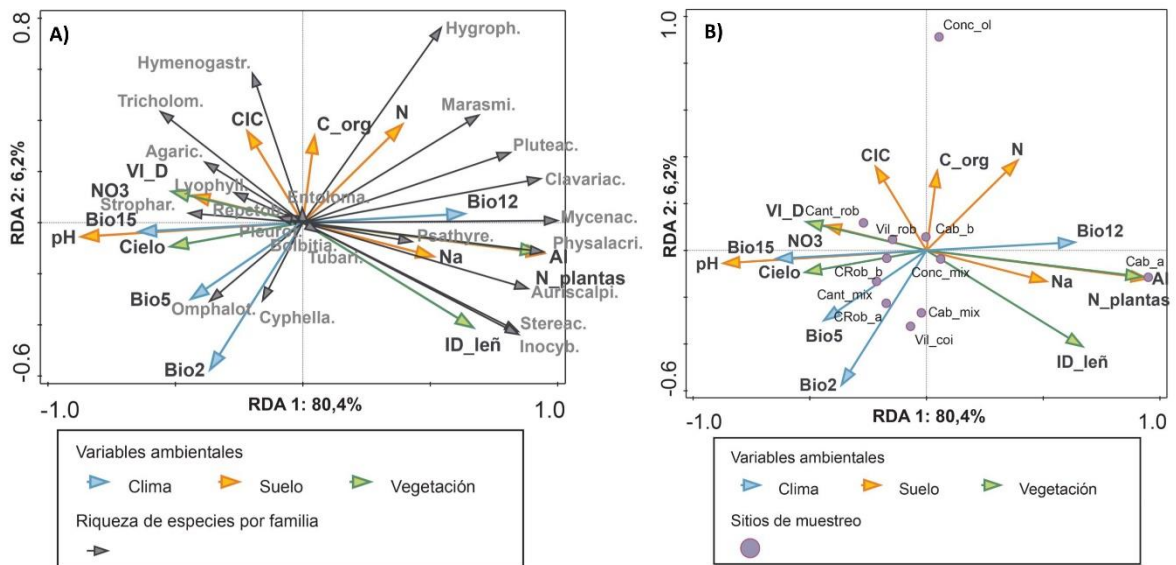 A)
0.8
Hygroph.
Hymenogastr.
Tricholom.
CIC
C_org
N
Marasmi.
Agaric.
Pluteac.
VI_D
Lyophyll.
Clavariac.
NO3
Entoloma.
Strophar.
Repetob.
Bio12
Mycenac.
Bio15
Pleurot.
pH
Cielo
Bolbitia.
Psathyre.
Physalacri.
Tubari.
Na
Al
N_plantas
Bio5
Auriscalpi.
Omphalot.
Cyphella.
Stereac.
ID_leñ
Inocyb.
Bio2
RDA 2: 6,2%
-0.6
-1.0
RDA 1: 80,4%
1.0
Variables ambientales
Clima
Suelo
Vegetación
Riqueza de especies por familia
B)
1.0
Conc_ol
N
CIC
C_org
VI_D
Cant_rob
Vil_rob
Cab_b
Bio12
Bio15
NO3
pH
Cielo
CRob_b
Conc_mix
Cab_a
Na
Al
N_plantas
Cant_mix
CRob_a
Cab_mix
Bio5
Vil_coi
ID_leñ
Bio2
RDA 2: 6,2%
-0.6
-1.0
RDA 1: 80,4%
1.0
Variables ambientales
Clima
Suelo
Vegetación
Sitios de muestreo